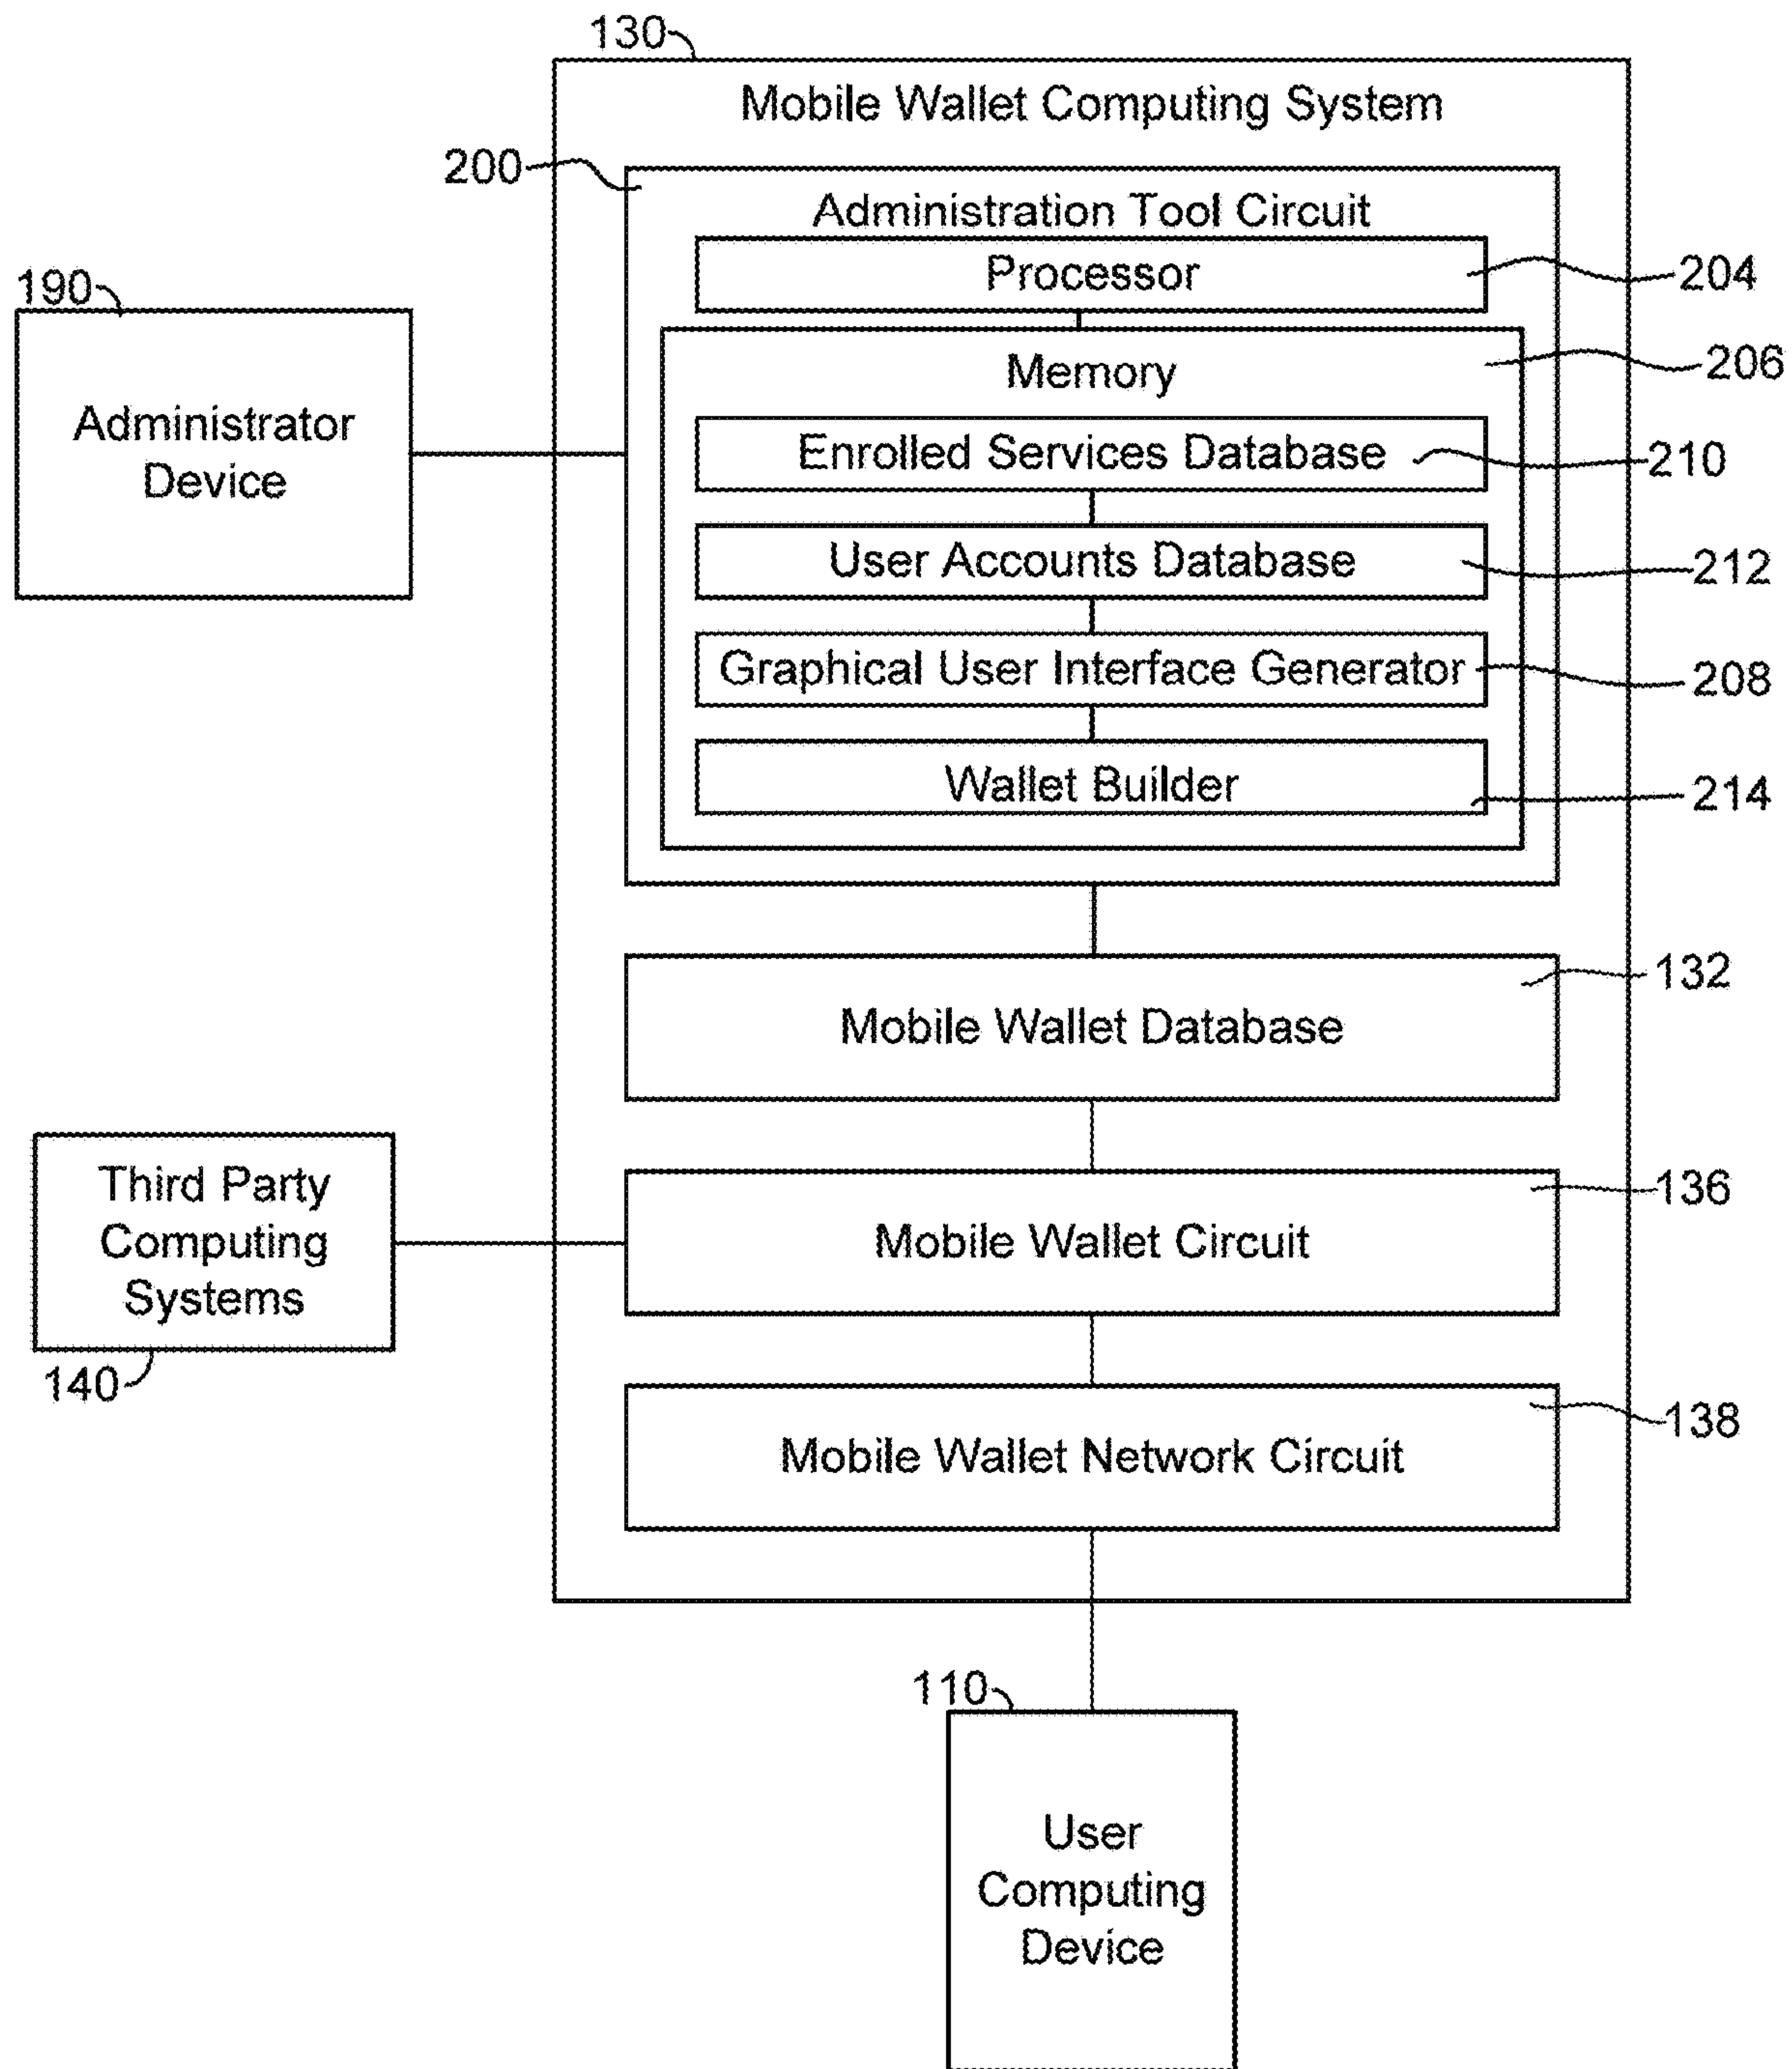 130
Mobile Wallet Computing System
200
Administration Tool Circuit
Processor
204
190
Administrator
Device
Memory
206
Enrolled Services Database
210
User Accounts Database
212
Graphical User Interface Generator
208
Wallet Builder
214
Mobile Wallet Database
132
Third Party
Computing
Systems
140
Mobile Wallet Circuit
136
Mobile Wallet Network Circuit
138
110
User
Computing
Device